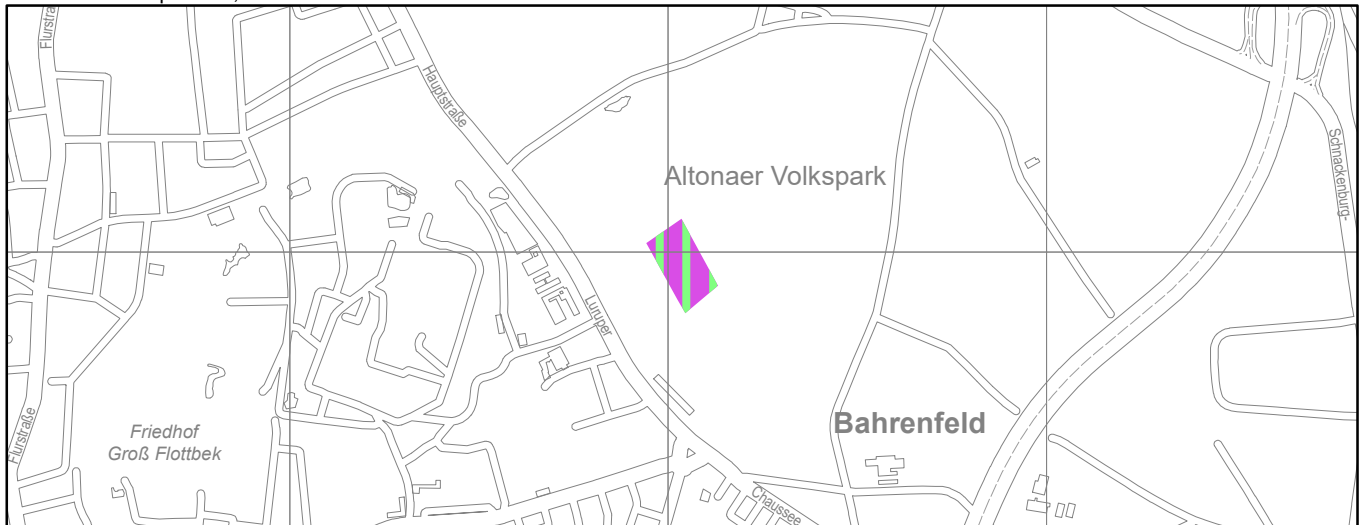 Flurstra
Hauptstraße
Schnackenburg-
Altonaer Volkspark
Luruper
Flurstraße
Friedhof
Groß Flottbek
Bahrenfeld
Chaussee